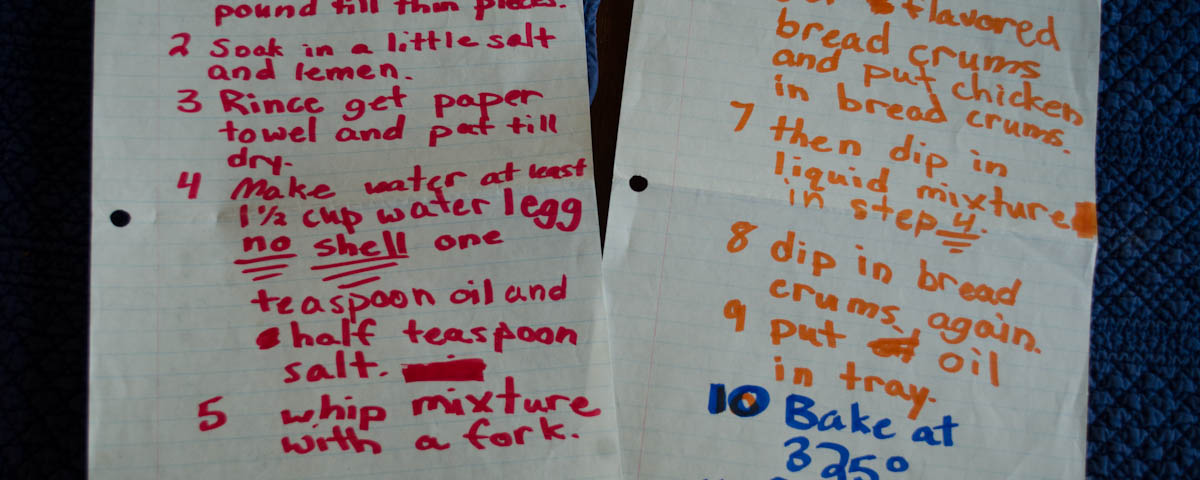 pound till thin pieces.
2 Soak in a little salt
and lemen.
3 Rince get paper
towel and pat till
dry.
4 Make water at least
1½ cup water 1 egg
no shell one
teaspoon oil and
half teaspoon
salt.
5 whip mixture
with a fork.
flavored
bread crums
and put chicken
in bread crums.
7 then dip in
liquid mixture
in step 4.
8 dip in bread
crums again.
9 put oil
in tray.
10 Bake at
325°